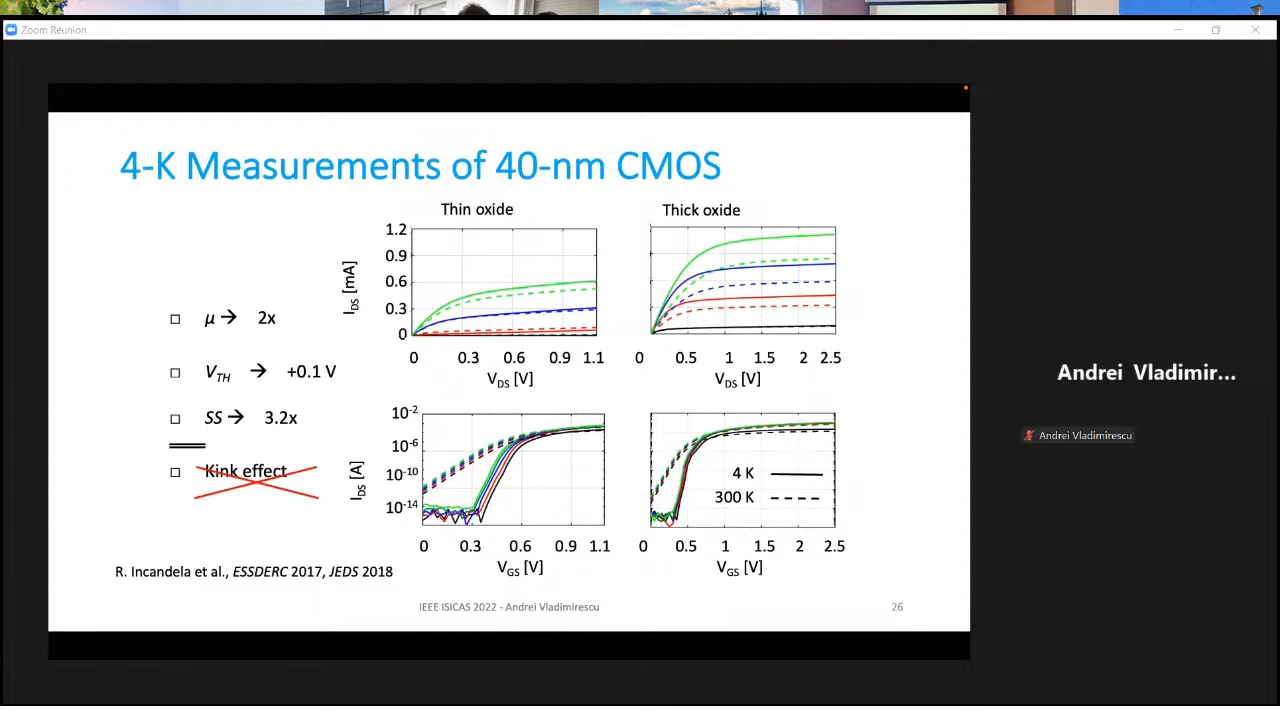 Zoom Réunion
4-K Measurements of 40-nm CMOS
Thin oxide
Thick oxide
μ → 2x
V_TH → +0.1 V
SS → 3.2x
Kink effect
I_DS [mA]
1.2
0.9
0.6
0.3
0
0 0.3 0.6 0.9 1.1
V_DS [V]
0 0.5 1 1.5 2 2.5
V_DS [V]
I_DS [A]
10^-2
10^-6
10^-10
10^-14
0 0.3 0.6 0.9 1.1
V_GS [V]
4 K
300 K
0 0.5 1 1.5 2 2.5
V_GS [V]
R. Incandela et al., ESSDERC 2017, JEDS 2018
IEEE ISICAS 2022 - Andrei Vladimirescu
26
Andrei Vladimir...
Andrei Vladimirescu